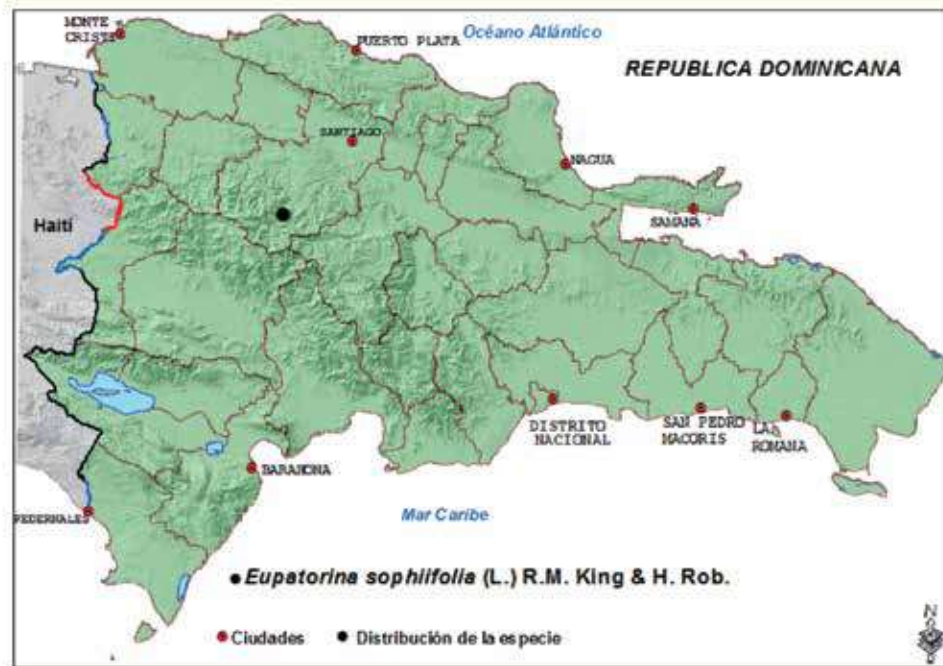 MONTE
CRISTI
PUERTO PLATA
Océano Atlántico
REPUBLICA DOMINICANA
SANTIAGO
NAGUA
SAMANA
Haití
DISTRITO
NACIONAL
SAN PEDRO
MACORIS
LA
ROMANA
BARAHONA
PEDERNALES
Mar Caribe
Eupatorina sophiifolia (L.) R.M. King & H. Rob.
Ciudades
Distribución de la especie
N